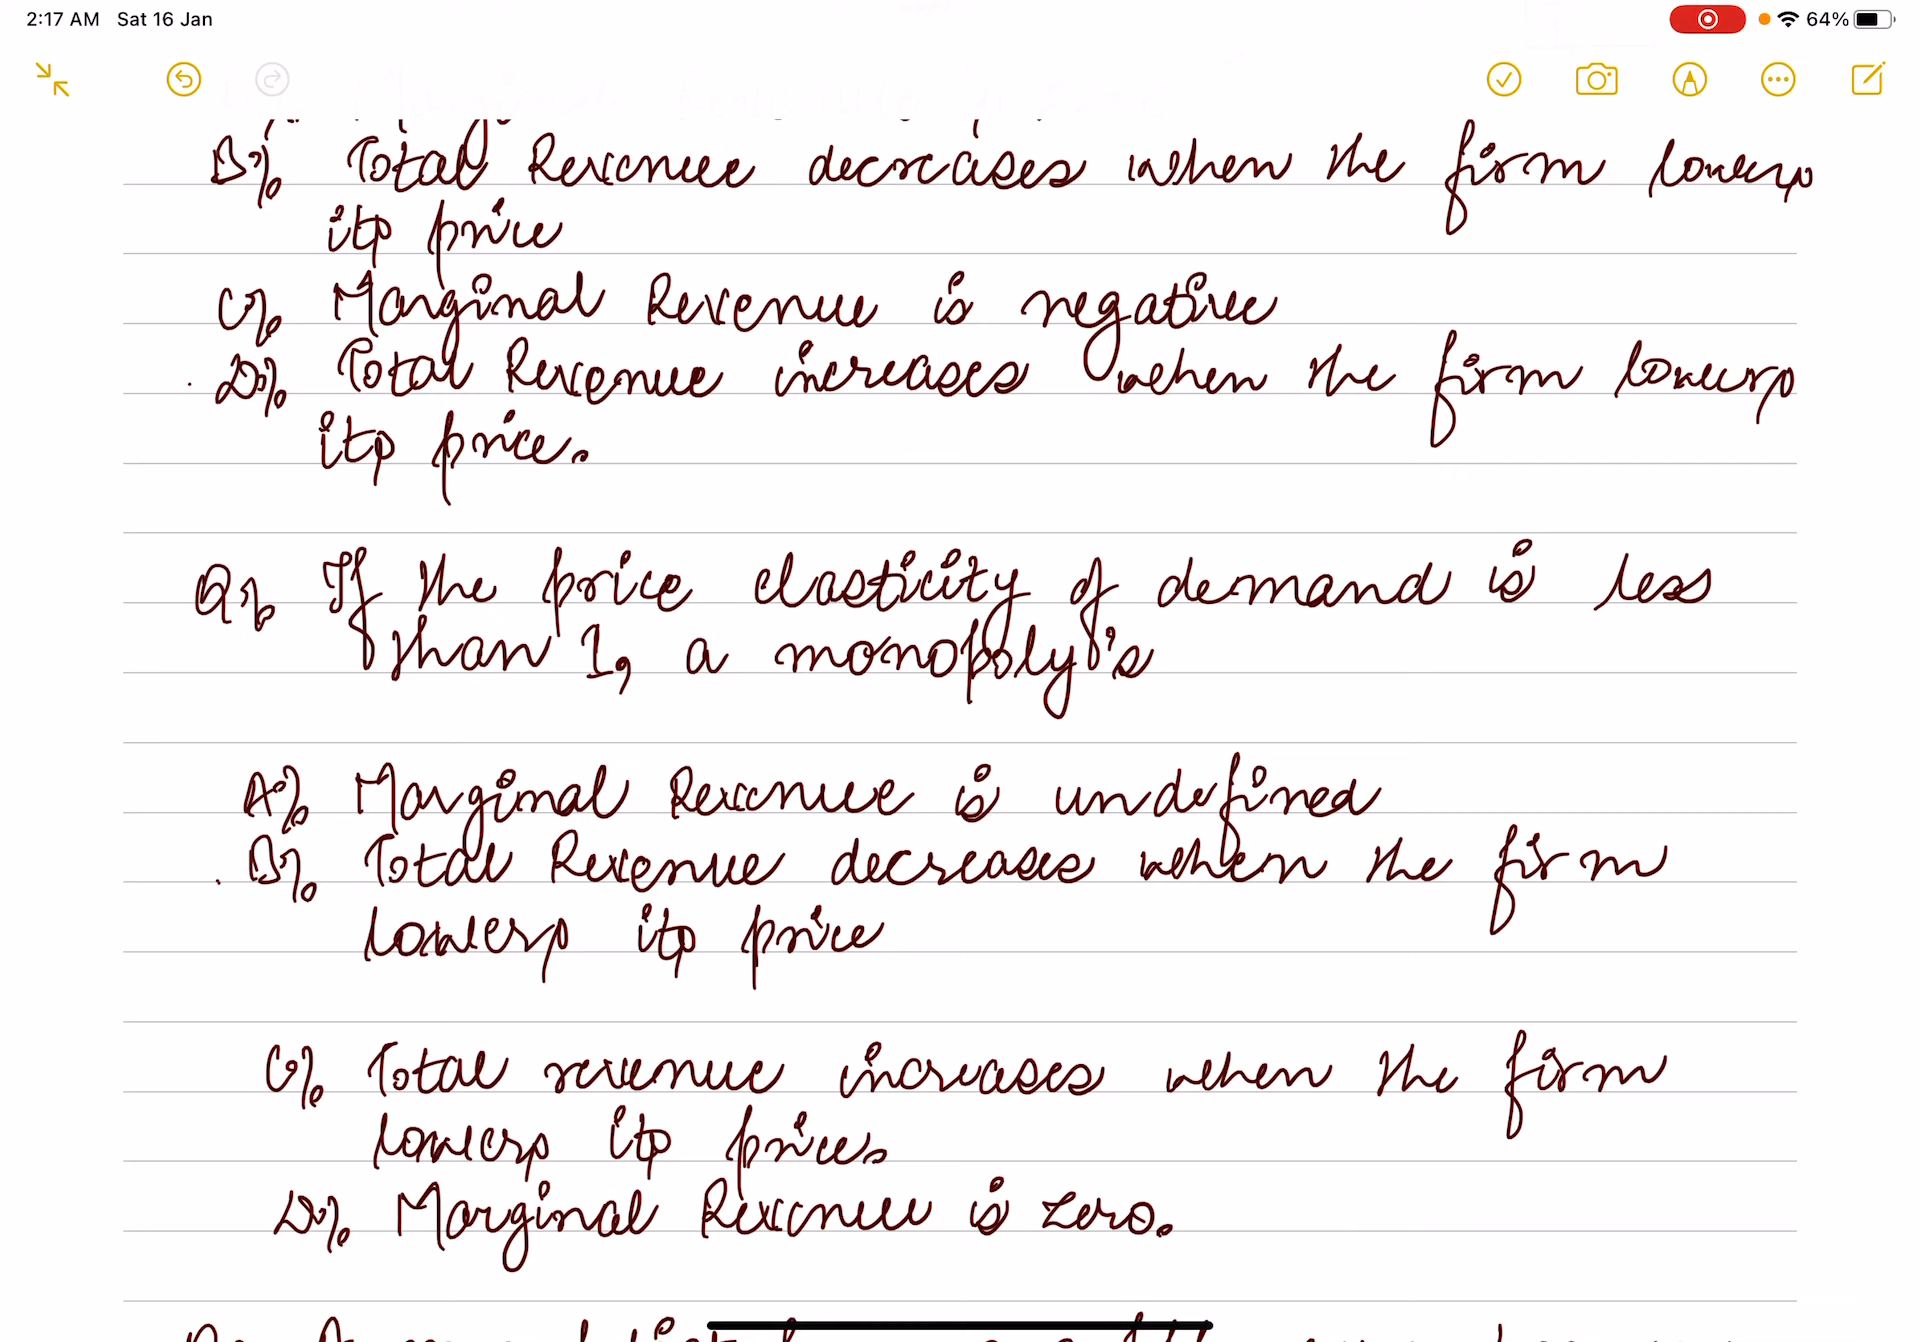 2:17 AM Sat 16 Jan 64%
B% Total Revenue decreases when the firm lowers
its price
C% Marginal Revenue is negative
D% Total Revenue increases when the firm lowers
its price.
Q% If the price elasticity of demand is less
than 1, a monopoly's
A% Marginal Revenue is undefined
B% Total Revenue decreases when the firm
lowers its price
C% Total revenue increases when the firm
lowers its price.
D% Marginal Revenue is zero.